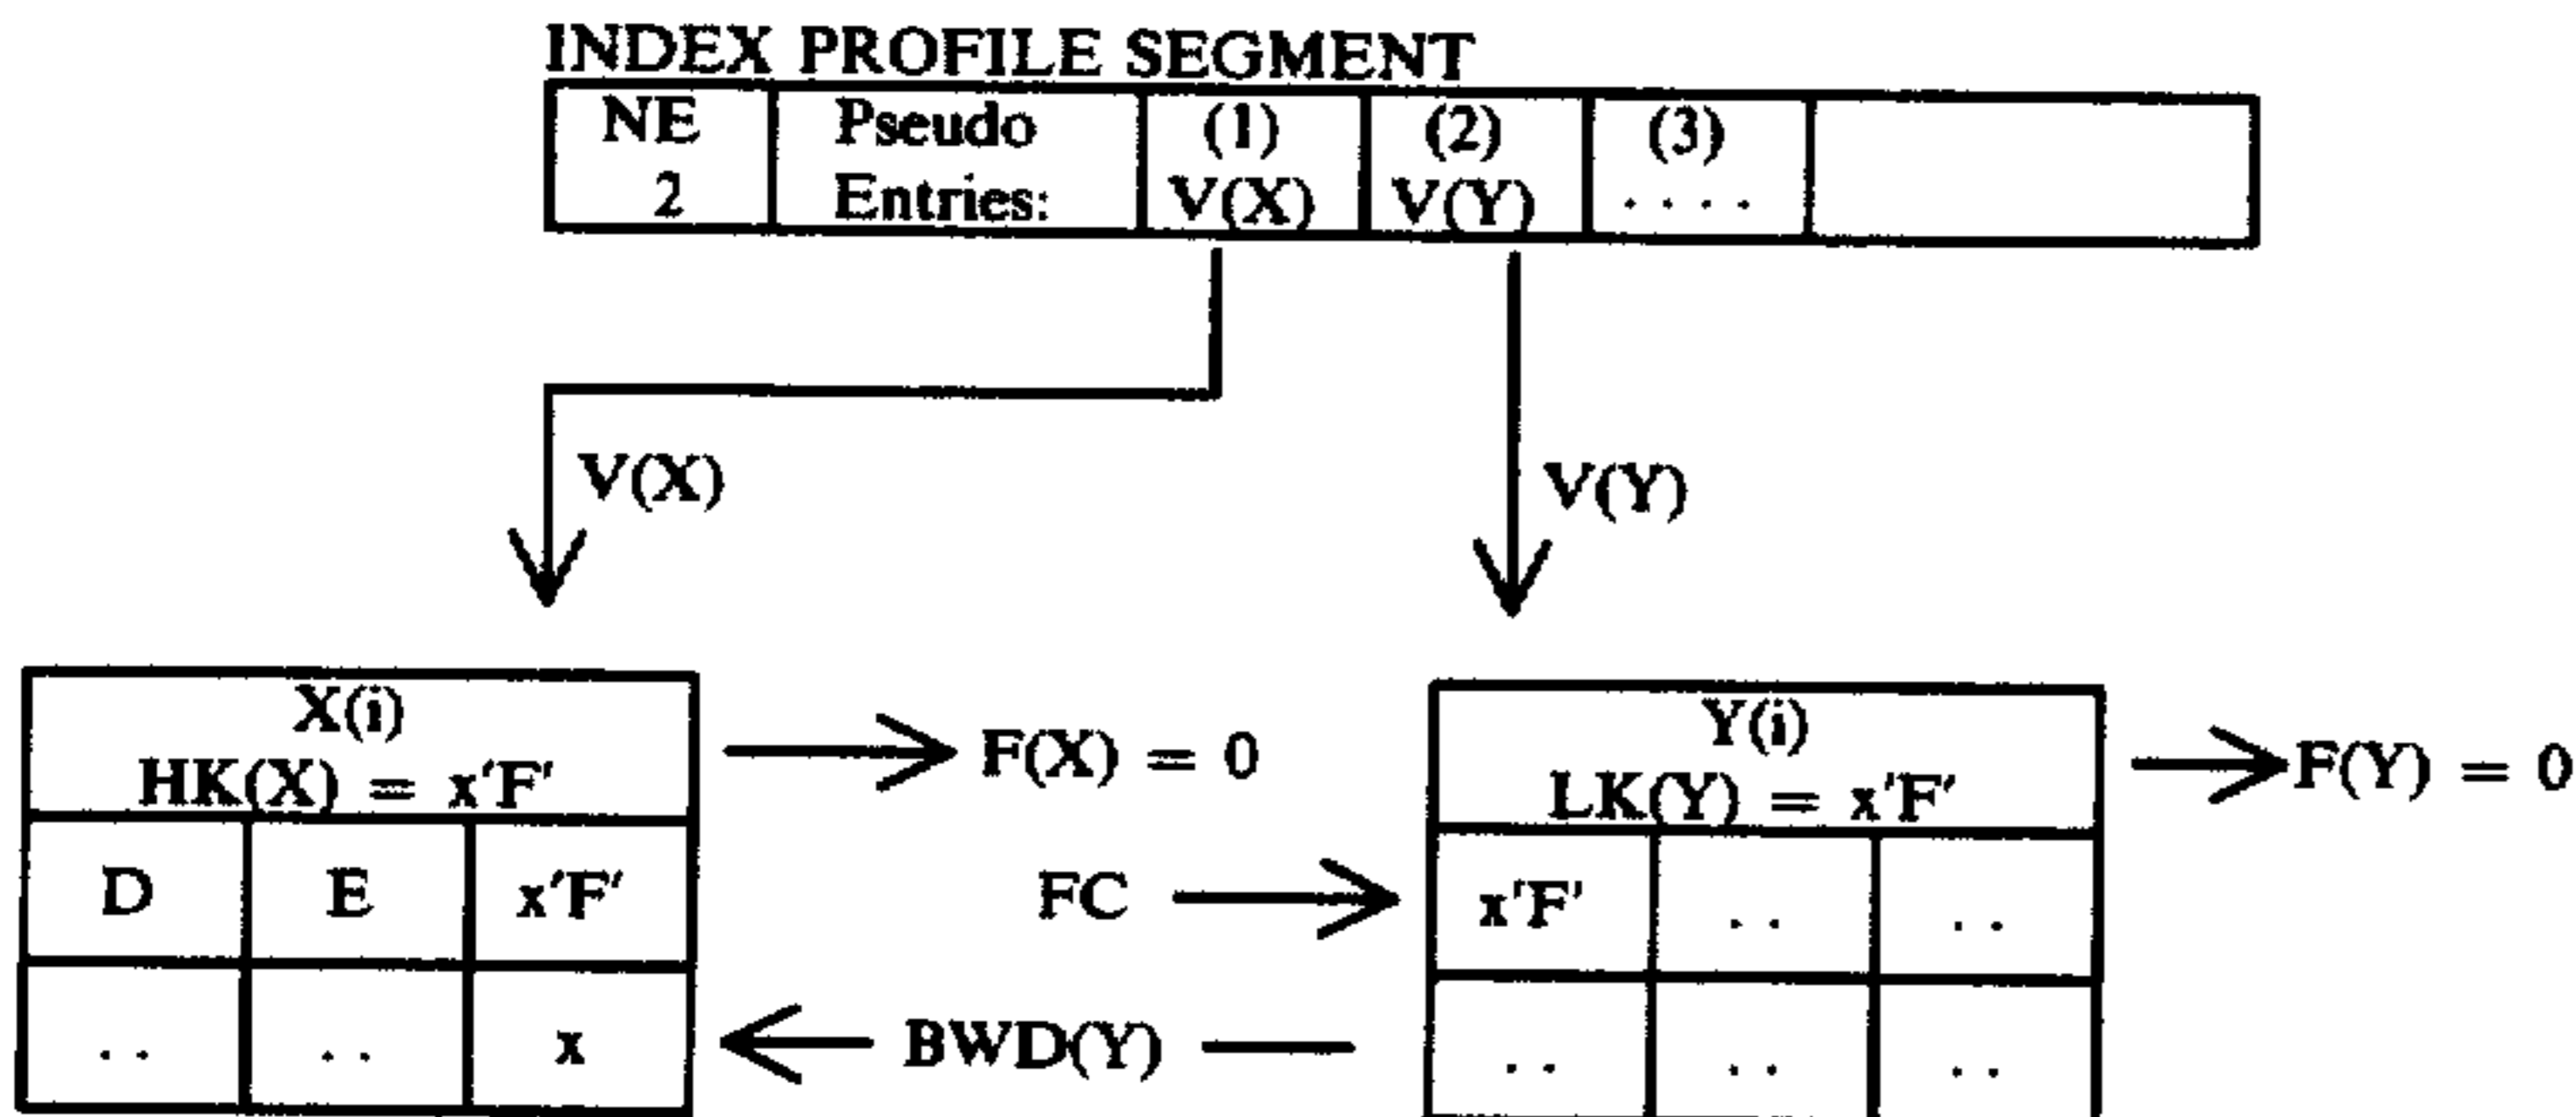 INDEX PROFILE SEGMENT
NE Pseudo (1) (2) (3)
2 Entries: V(X) V(Y) . . . .
V(X) V(Y)
X(i) Y(i)
HK(X) = x'F' F(X) = 0 LK(Y) = x'F' F(Y) = 0
D E x'F' FC x'F' . . . .
. . . . x BWD(Y) . . . . . .